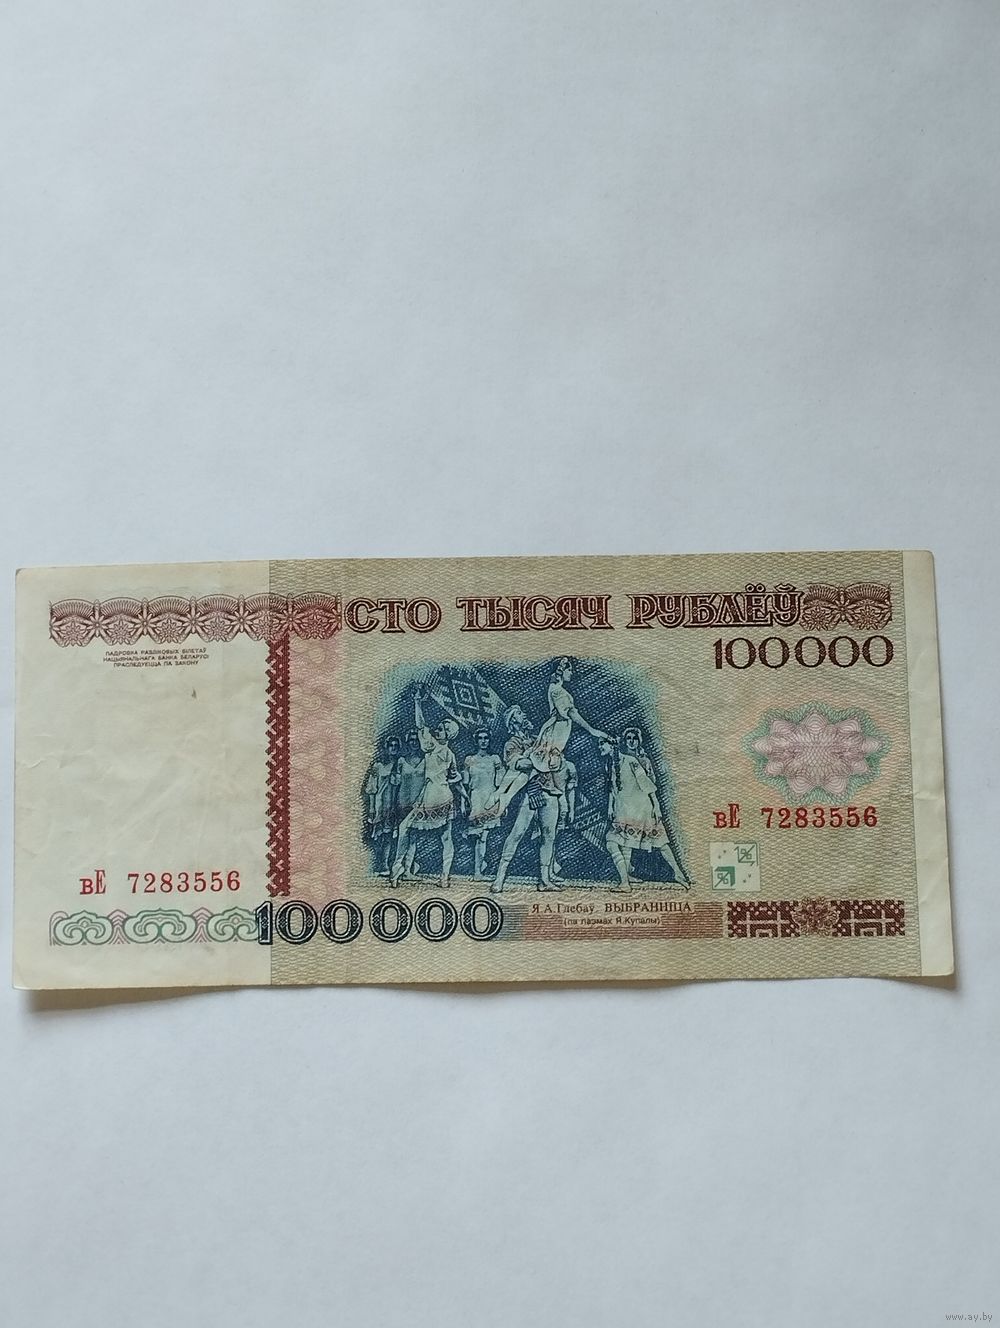 СТО ТЫСЯЧ РУБЛЁЎ
100000
ПАДРОБКА РАЗЛІКОВЫХ БІЛЕТАЎ
НАЦЫЯНАЛЬНАГА БАНКА БЕЛАРУСІ
ПРАСЛЕДУЕЦЦА ПА ЗАКОНУ
вЕ 7283556
вЕ 7283556
100000
Я.А.Глебаў ВЫБРАННІЦА
(па паэмах Я.Купалы)
www.ay.by